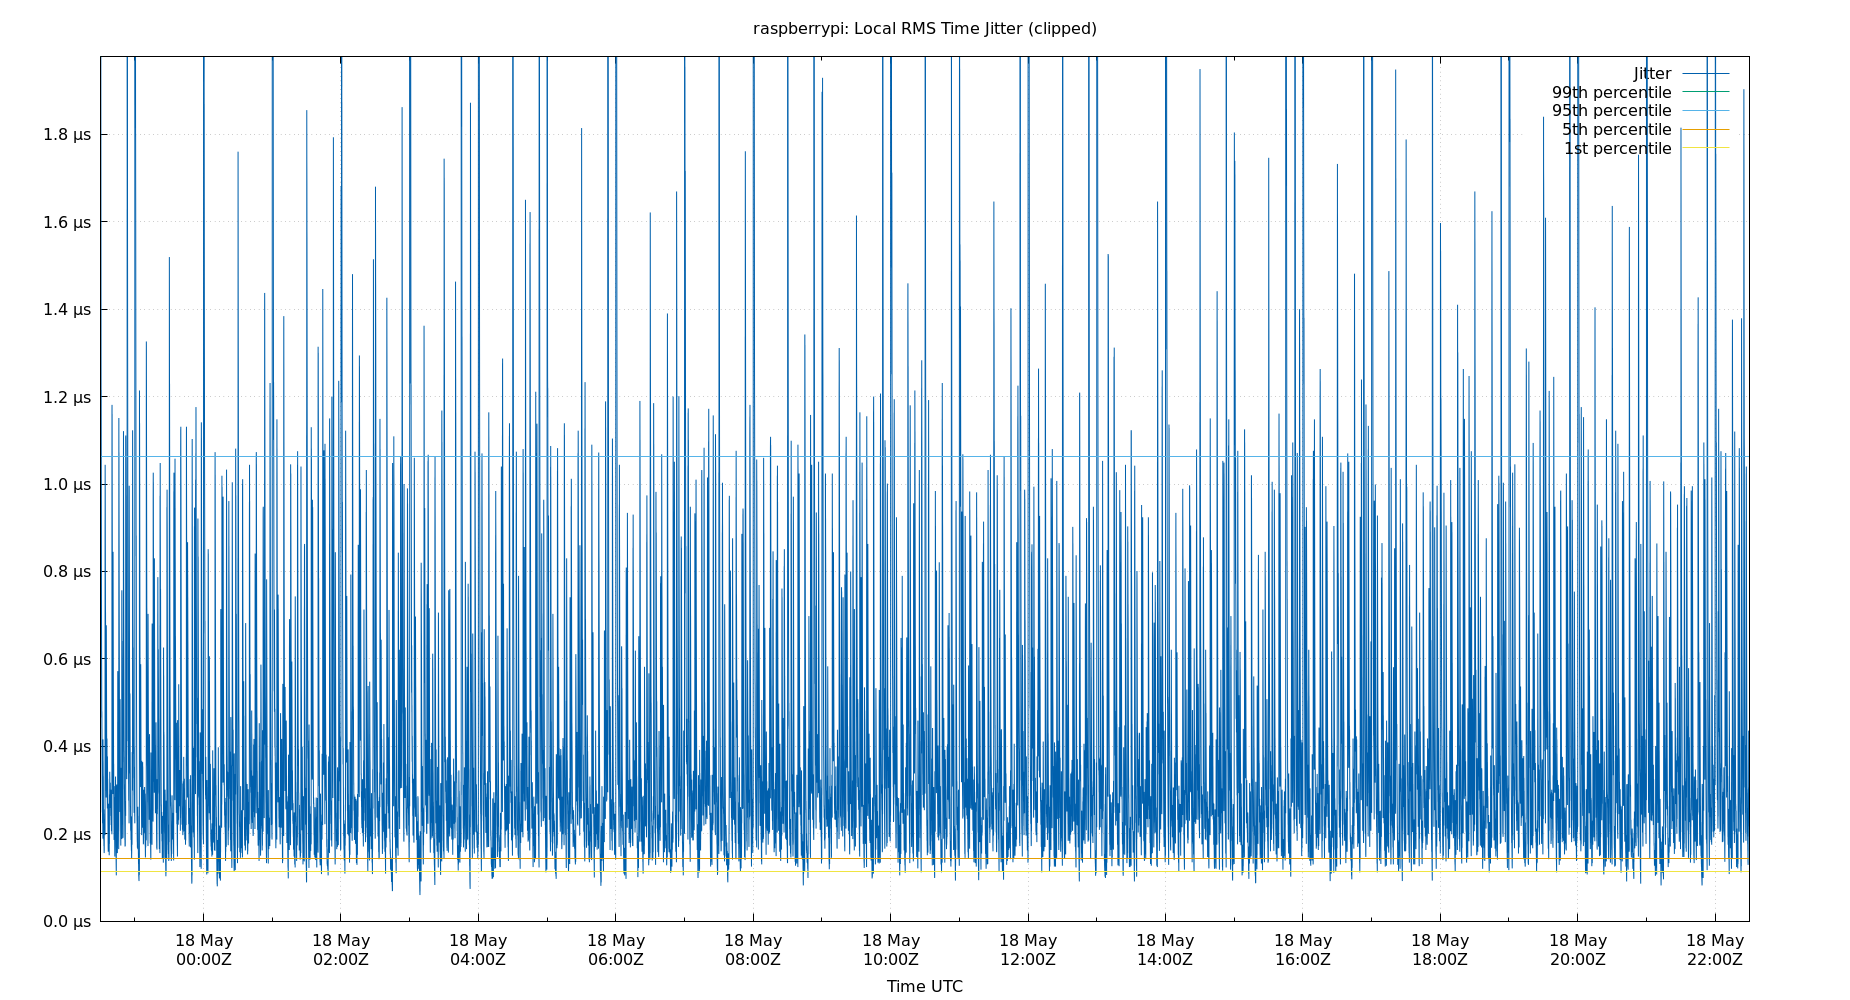 raspberrypi: Local RMS Time Jitter (clipped)
Jitter
99th percentile
95th percentile
5th percentile
1st percentile
1.8 µs
1.6 µs
1.4 µs
1.2 µs
1.0 µs
0.8 µs
0.6 µs
0.4 µs
0.2 µs
0.0 µs
18 May 18 May 18 May 18 May 18 May 18 May 18 May 18 May 18 May 18 May 18 May 18 May
00:00Z 02:00Z 04:00Z 06:00Z 08:00Z 10:00Z 12:00Z 14:00Z 16:00Z 18:00Z 20:00Z 22:00Z
Time UTC